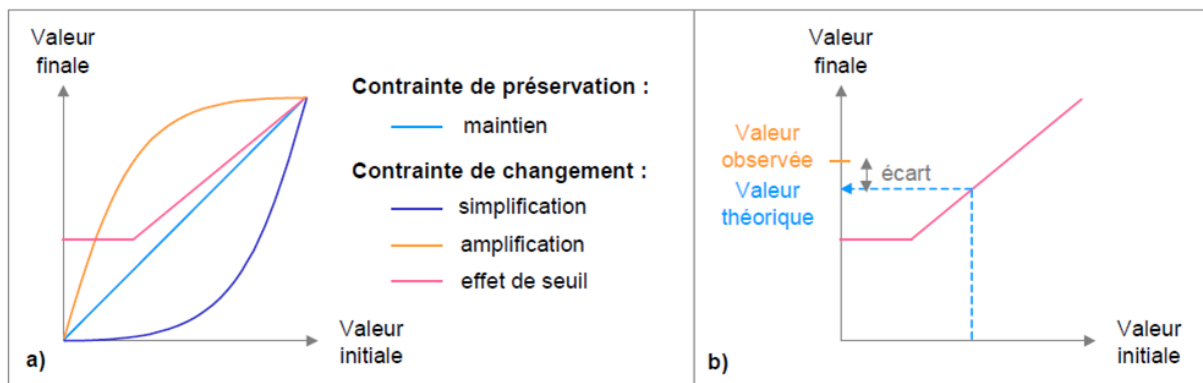 Valeur
finale
Contrainte de préservation :
maintien
Contrainte de changement :
simplification
amplification
effet de seuil
Valeur
initiale
a)
Valeur
finale
Valeur
observée
écart
Valeur
théorique
Valeur
initiale
b)